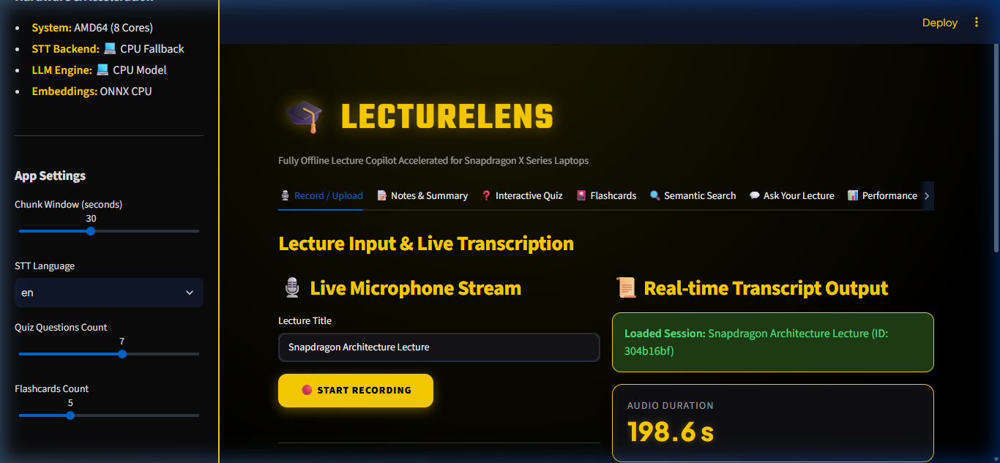 System: AMD64 (8 Cores)
STT Backend: 💻 CPU Fallback
LLM Engine: 💻 CPU Model
Embeddings: ONNX CPU
App Settings
Chunk Window (seconds)
30
STT Language
en
Quiz Questions Count
7
Flashcards Count
5
Deploy
LECTURELENS
Fully Offline Lecture Copilot Accelerated for Snapdragon X Series Laptops
Record / Upload
Notes & Summary
Interactive Quiz
Flashcards
Semantic Search
Ask Your Lecture
Performance
Lecture Input & Live Transcription
Live Microphone Stream
Lecture Title
Snapdragon Architecture Lecture
START RECORDING
Real-time Transcript Output
Loaded Session: Snapdragon Architecture Lecture (ID:
304b16bf)
AUDIO DURATION
198.6 s